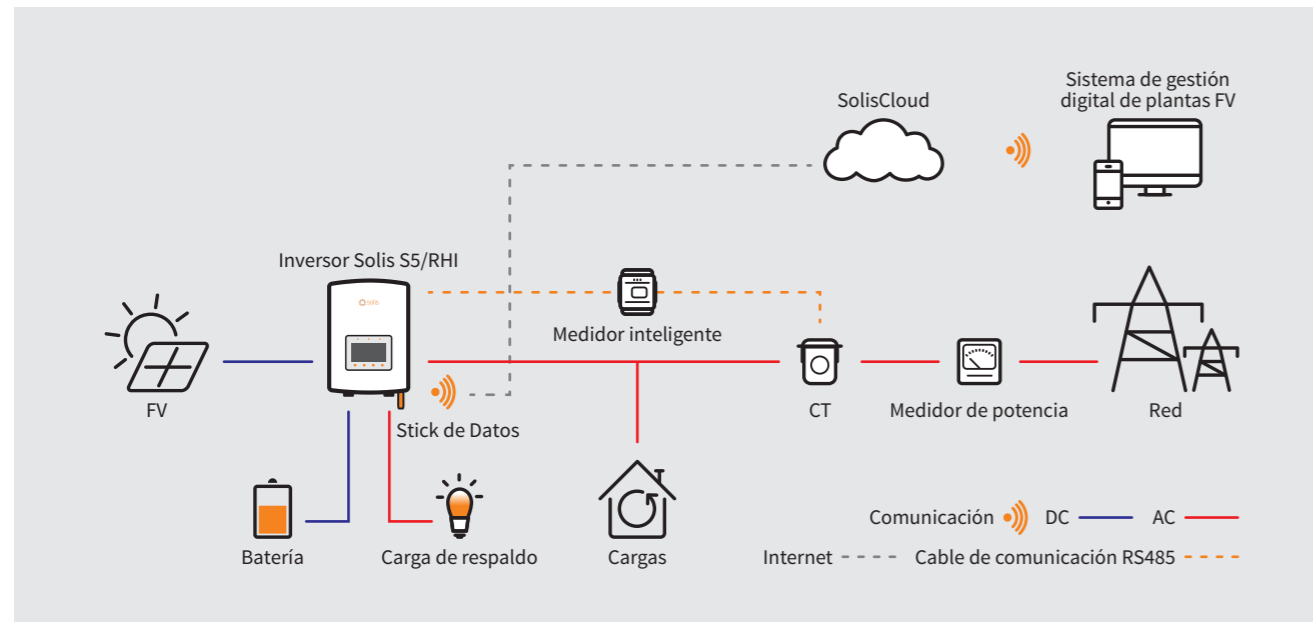 SolisCloud
Sistema de gestión
digital de plantas FV
Inversor Solis S5/RHI
solis
Medidor inteligente
FV
Stick de Datos
CT
Medidor de potencia
Red
Batería
Carga de respaldo
Cargas
Comunicación DC AC
Internet Cable de comunicación RS485